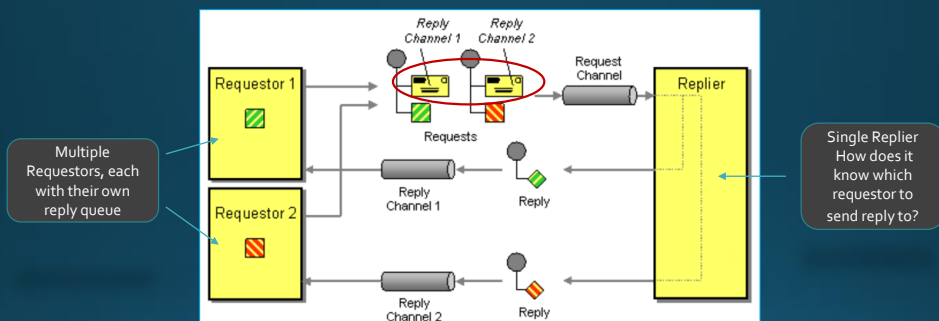 Reply
Channel 1
Reply
Channel 2
Request
Channel
Requestor 1
Replier
Requests
Multiple
Requestors, each
with their own
reply queue
Single Replier
How does it
know which
requestor to
send reply to?
Reply
Channel 1
Reply
Requestor 2
Reply
Channel 2
Reply